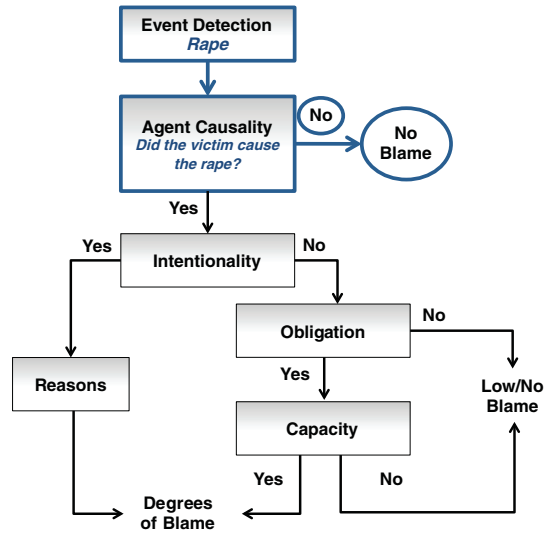 Event Detection
Rape
Agent Causality
Did the victim cause
the rape?
No
No
Blame
Yes
Yes
Intentionality
No
Obligation
No
Reasons
Yes
Low/No
Blame
Capacity
Yes
No
Degrees
of Blame